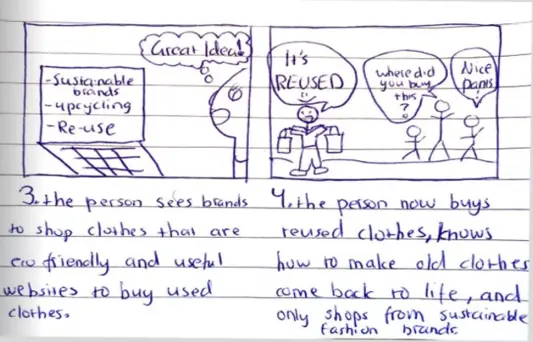 Great Idea!
-Sustainable
brands
-upcycling
-Re-use
It's
REUSED
where did
you buy
this
?
Nice
pants
3. the person sees brands
to shop clothes that are
eco friendly and useful
websites to buy used
clothes.
4. the person now buys
reused clothes, knows
how to make old clothes
come back to life, and
only shops from sustainable
fashion brands